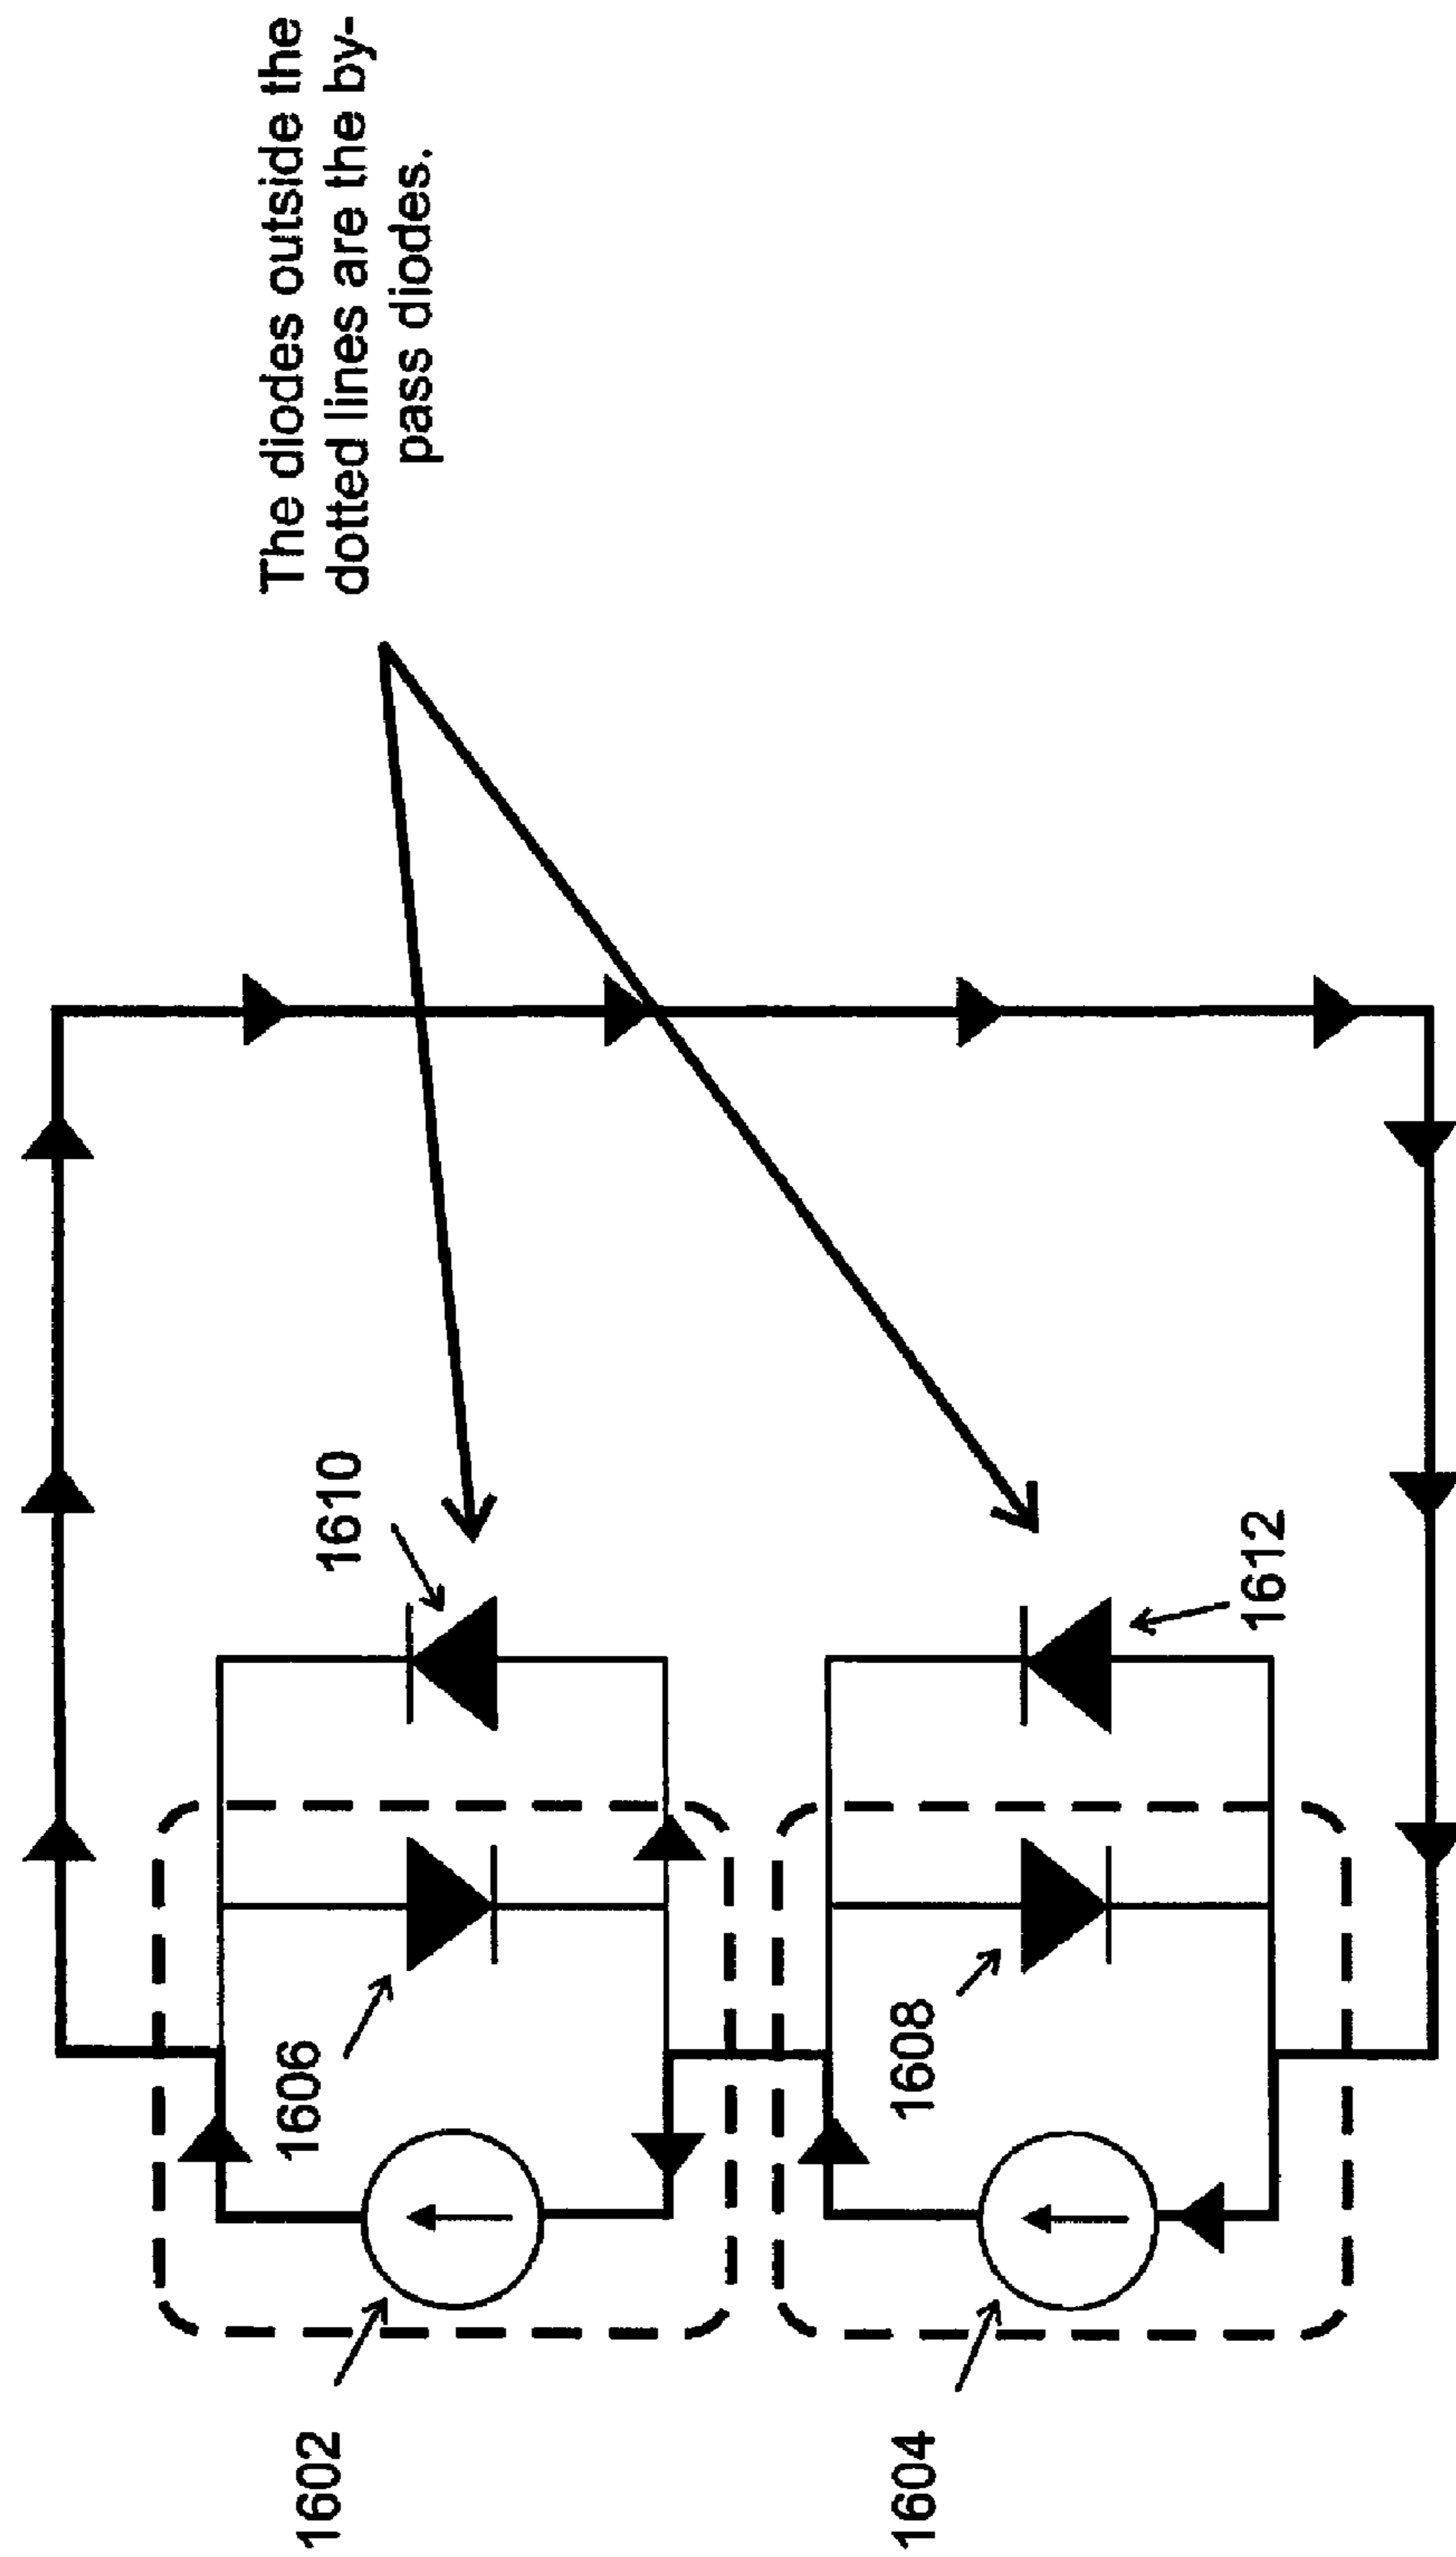 The diodes outside the
dotted lines are the by-
pass diodes.
1610
1612
1606
1608
1602
1604